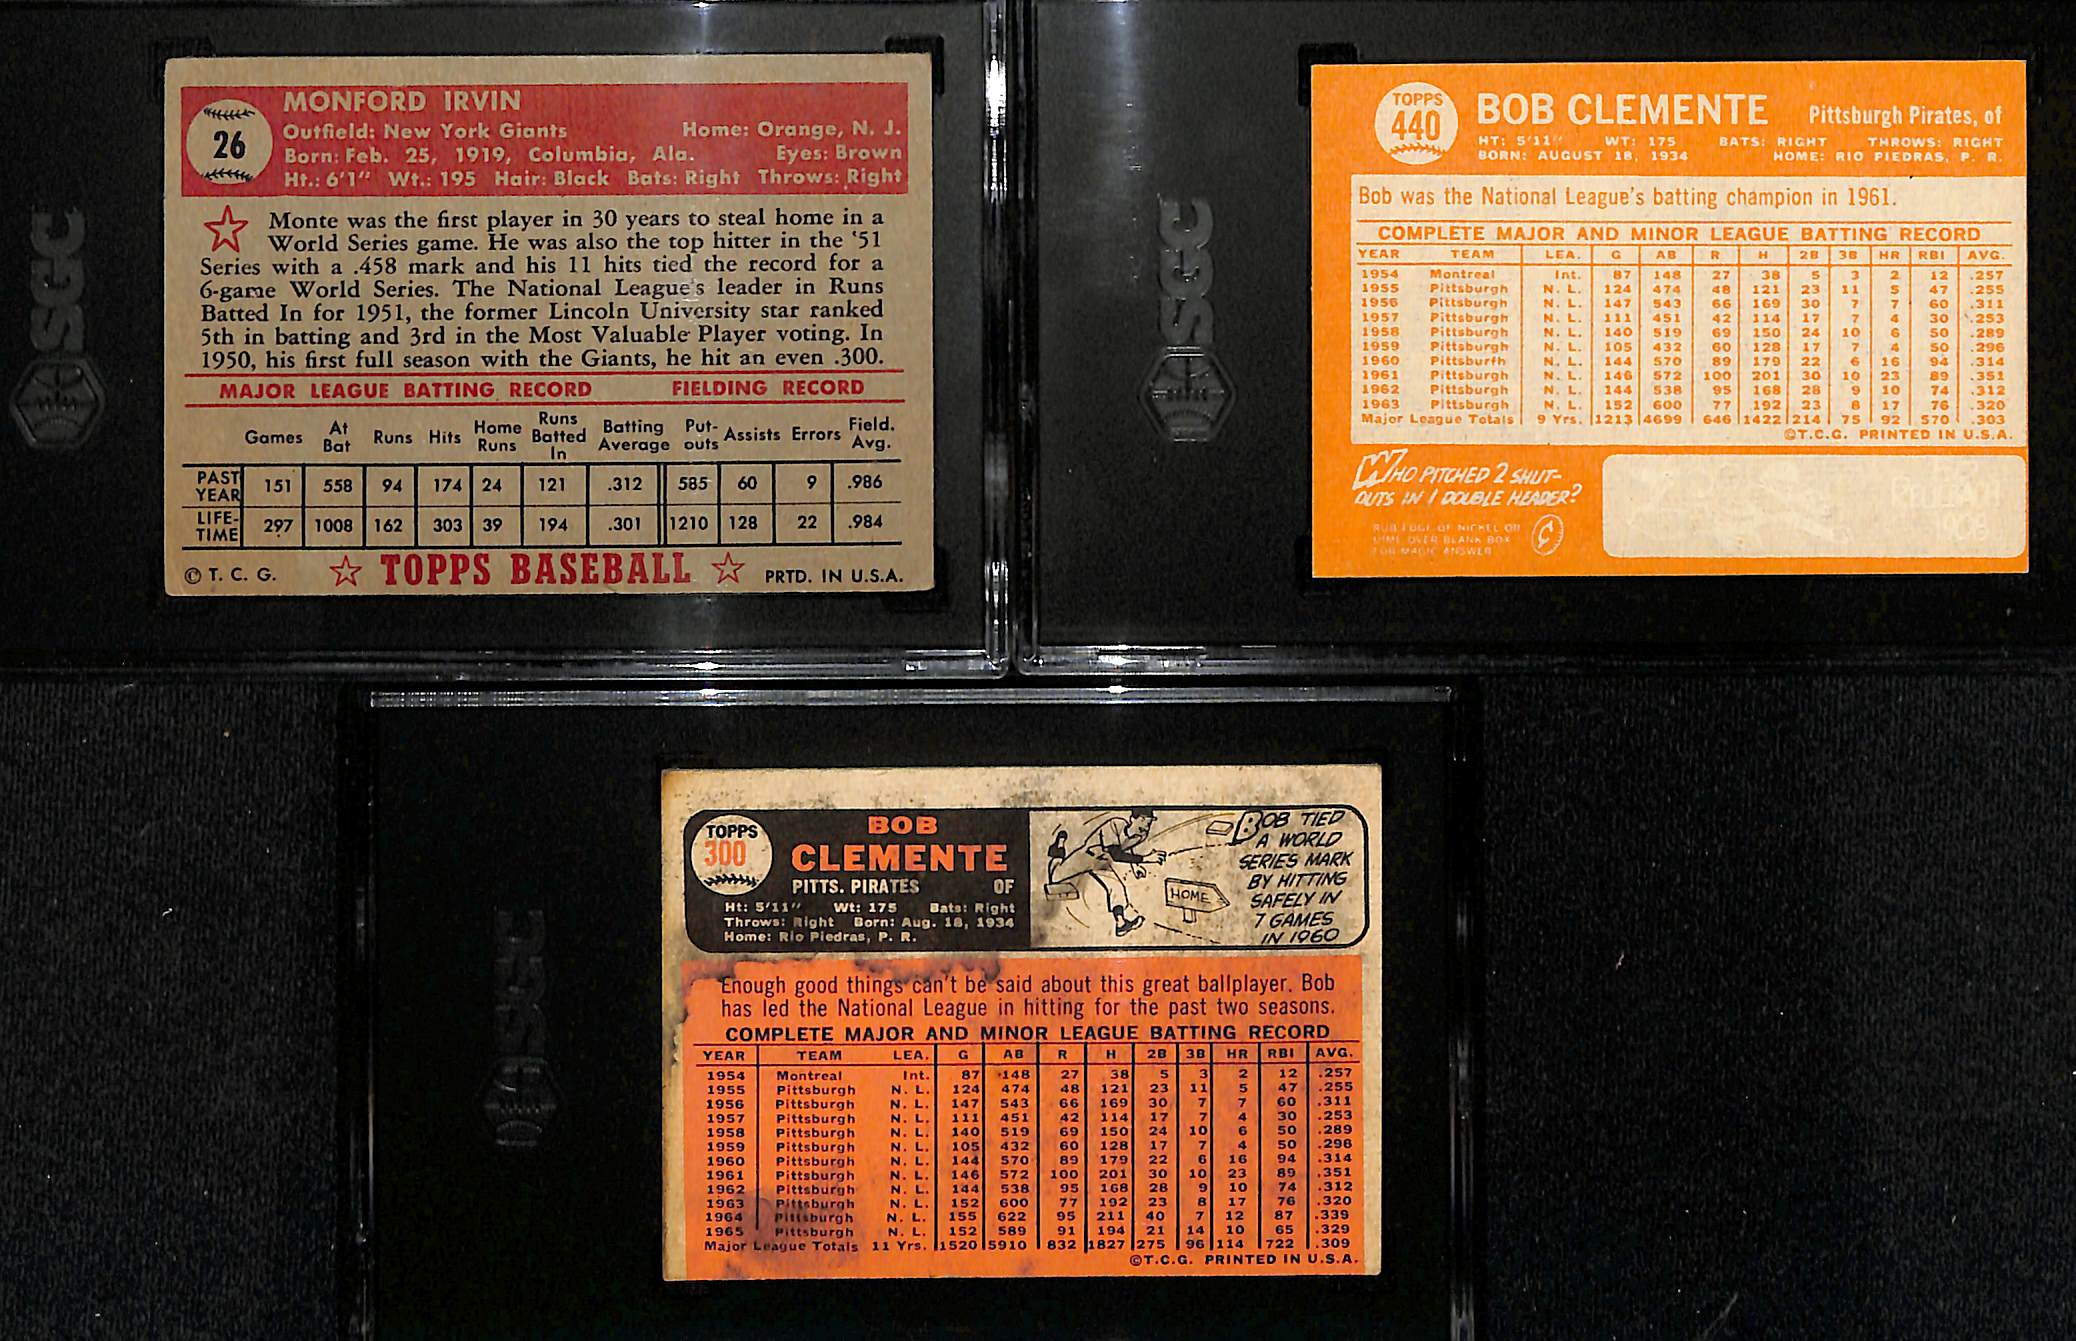 SGC
26
MONFORD IRVIN
Outfield: New York Giants Home: Orange, N. J.
Born: Feb. 25, 1919, Columbia, Ala. Eyes: Brown
Ht.: 6'1" Wt.: 195 Hair: Black Bats: Right Throws: Right
Monte was the first player in 30 years to steal home in a
World Series game. He was also the top hitter in the '51
Series with a .458 mark and his 11 hits tied the record for a
6-game World Series. The National League's leader in Runs
Batted In for 1951, the former Lincoln University star ranked
5th in batting and 3rd in the Most Valuable Player voting. In
1950, his first full season with the Giants, he hit an even .300.
MAJOR LEAGUE BATTING RECORD FIELDING RECORD
Games At Bat Runs Hits Home Runs Runs Batted In Batting Average Put-outs Assists Errors Field. Avg.
PAST YEAR 151 558 94 174 24 121 .312 585 60 9 .986
LIFE-TIME 297 1008 162 303 39 194 .301 1210 128 22 .984
© T. C. G. TOPPS BASEBALL PRTD. IN U.S.A.
SGC
TOPPS
440
BOB CLEMENTE Pittsburgh Pirates, of
HT: 5'11" WT: 175 BATS: RIGHT THROWS: RIGHT
BORN: AUGUST 18, 1934 HOME: RIO PIEDRAS, P. R.
Bob was the National League's batting champion in 1961.
COMPLETE MAJOR AND MINOR LEAGUE BATTING RECORD
YEAR TEAM LEA. G AB R H 2B 3B HR RBI AVG.
1954 Montreal Int. 87 148 27 38 5 3 2 12 .257
1955 Pittsburgh N. L. 124 474 48 121 23 11 5 47 .255
1956 Pittsburgh N. L. 147 543 66 169 30 7 7 60 .311
1957 Pittsburgh N. L. 111 451 42 114 17 7 4 30 .253
1958 Pittsburgh N. L. 140 519 69 150 24 10 6 50 .289
1959 Pittsburgh N. L. 105 432 60 128 17 7 4 50 .296
1960 Pittsburfh N. L. 144 570 89 179 22 6 16 94 .314
1961 Pittsburgh N. L. 146 572 100 201 30 10 23 89 .351
1962 Pittsburgh N. L. 144 538 95 168 28 9 10 74 .312
1963 Pittsburgh N. L. 152 600 77 192 23 8 17 76 .320
Major League Totals 9 Yrs. 1213 4699 646 1422 214 75 92 570 .303
©T.C.G. PRINTED IN U.S.A.
WHO PITCHED 2 SHUT-
OUTS IN 1 DOUBLE HEADER?
RUB EDGE OF NICKEL OR
DIME OVER BLANK BOX
FOR MAGIC ANSWER
SGC
TOPPS
300
BOB
CLEMENTE
PITTS. PIRATES OF
Ht: 5'11" Wt: 175 Bats: Right
Throws: Right Born: Aug. 18, 1934
Home: Rio Piedras, P. R.
HOME
BOB TIED
A WORLD
SERIES MARK
BY HITTING
SAFELY IN
7 GAMES
IN 1960
Enough good things can't be said about this great ballplayer. Bob
has led the National League in hitting for the past two seasons.
COMPLETE MAJOR AND MINOR LEAGUE BATTING RECORD
YEAR TEAM LEA. G AB R H 2B 3B HR RBI AVG.
1954 Montreal Int. 87 148 27 38 5 3 2 12 .257
1955 Pittsburgh N. L. 124 474 48 121 23 11 5 47 .255
1956 Pittsburgh N. L. 147 543 66 169 30 7 7 60 .311
1957 Pittsburgh N. L. 111 451 42 114 17 7 4 30 .253
1958 Pittsburgh N. L. 140 519 69 150 24 10 6 50 .289
1959 Pittsburgh N. L. 105 432 60 128 17 7 4 50 .296
1960 Pittsburgh N. L. 144 570 89 179 22 6 16 94 .314
1961 Pittsburgh N. L. 146 572 100 201 30 10 23 89 .351
1962 Pittsburgh N. L. 144 538 95 168 28 9 10 74 .312
1963 Pittsburgh N. L. 152 600 77 192 23 8 17 76 .320
1964 Pittsburgh N. L. 155 622 95 211 40 7 12 87 .339
1965 Pittsburgh N. L. 152 589 91 194 21 14 10 65 .329
Major League Totals 11 Yrs. 1520 5910 832 1827 275 96 114 722 .309
©T.C.G. PRINTED IN U.S.A.